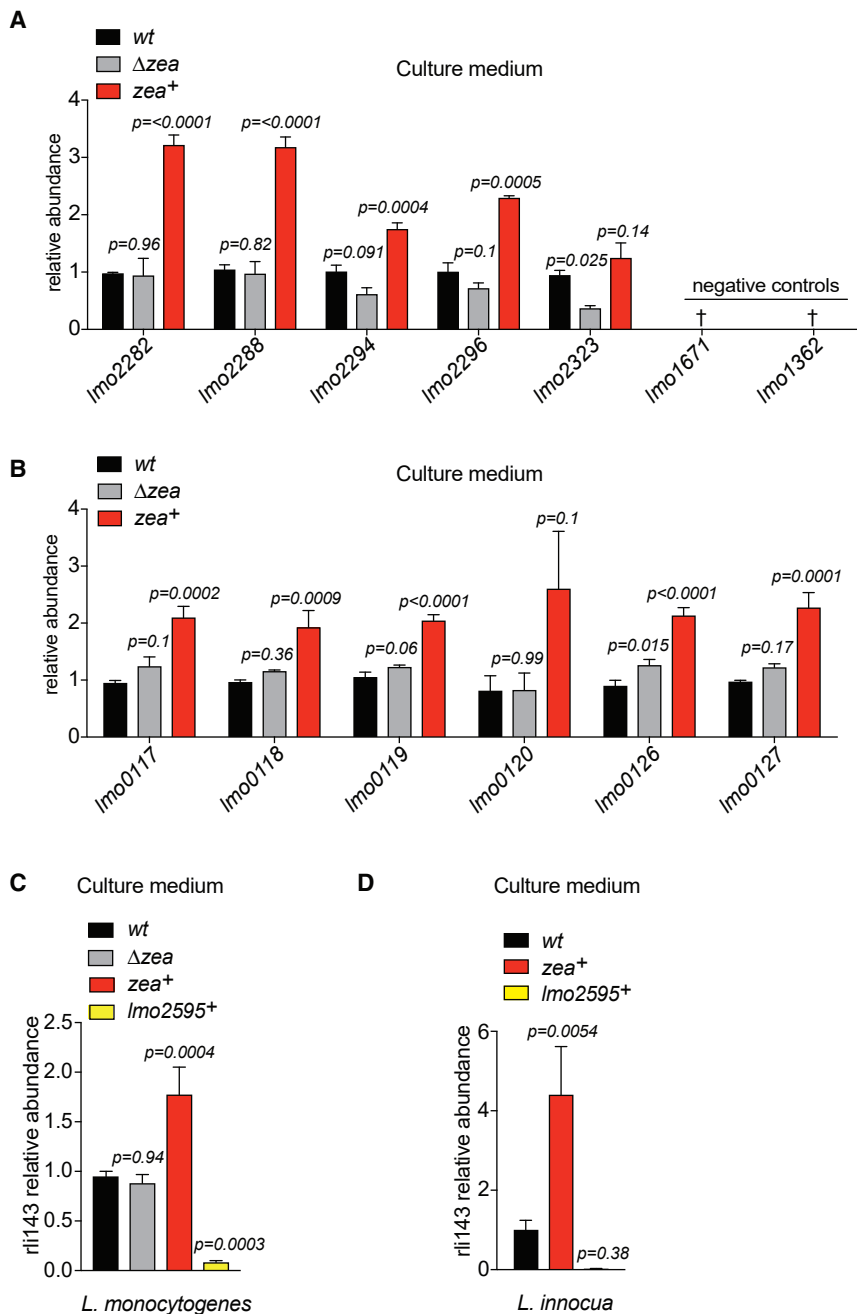 A
wt
Δzea
zea+
Culture medium
relative abundance
4
3
2
1
0
p=<0.0001
p=<0.0001
p=0.0004
p=0.0005
p=0.14
p=0.96
p=0.82
p=0.091
p=0.1
p=0.025
negative controls
† †
lmo2282
lmo2288
lmo2294
lmo2296
lmo2323
lmo1671
lmo1362
B
wt
Δzea
zea+
Culture medium
relative abundance
4
3
2
1
0
p=0.1
p=0.0002
p=0.0009
p<0.0001
p<0.0001
p=0.0001
p=0.1
p=0.36
p=0.06
p=0.99
p=0.015
p=0.17
lmo0117
lmo0118
lmo0119
lmo0120
lmo0126
lmo0127
C
Culture medium
wt
Δzea
zea+
lmo2595+
rli143 relative abundance
2.5
2.0
1.5
1.0
0.5
0.0
p=0.0004
p=0.94
p=0.0003
L. monocytogenes
D
Culture medium
wt
zea+
lmo2595+
rli143 relative abundance
6
4
2
0
p=0.0054
p=0.38
L. innocua